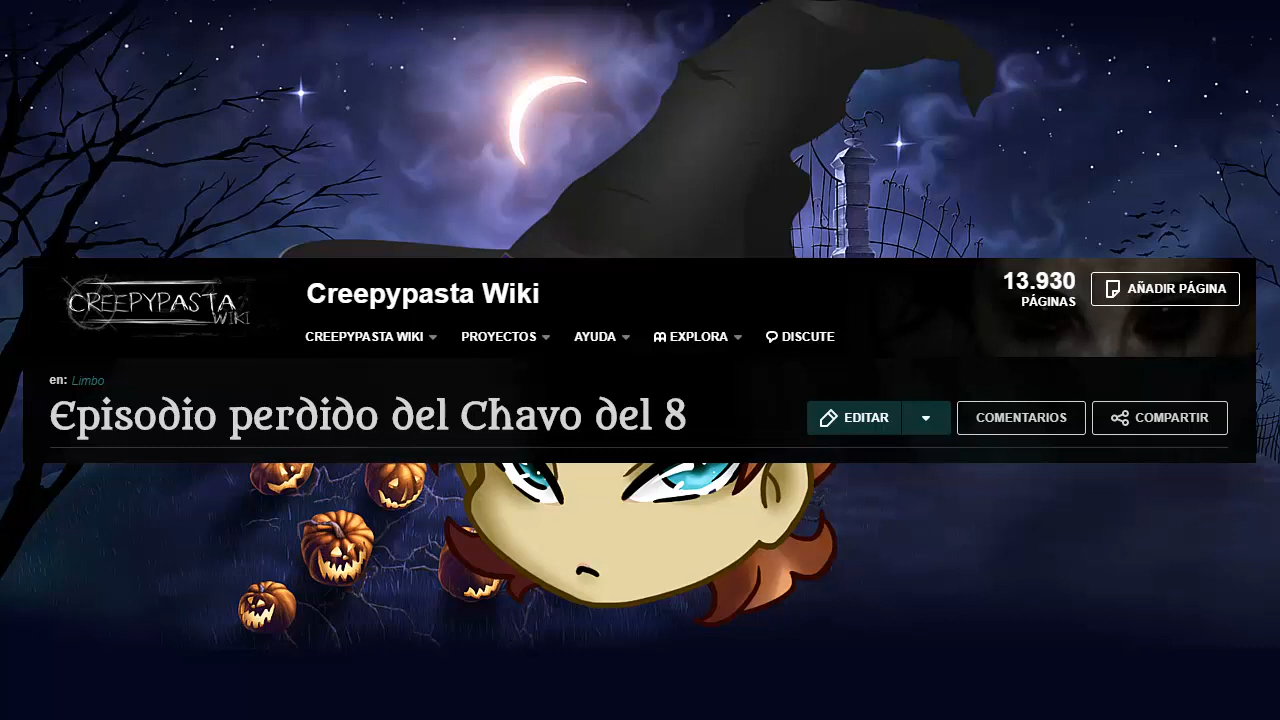 CREEPYPASTA WIKI
Creepypasta Wiki
13.930 PÁGINAS
AÑADIR PÁGINA
CREEPYPASTA WIKI PROYECTOS AYUDA EXPLORA DISCUTE
en: Limbo
Episodio perdido del Chavo del 8
EDITAR COMENTARIOS COMPARTIR